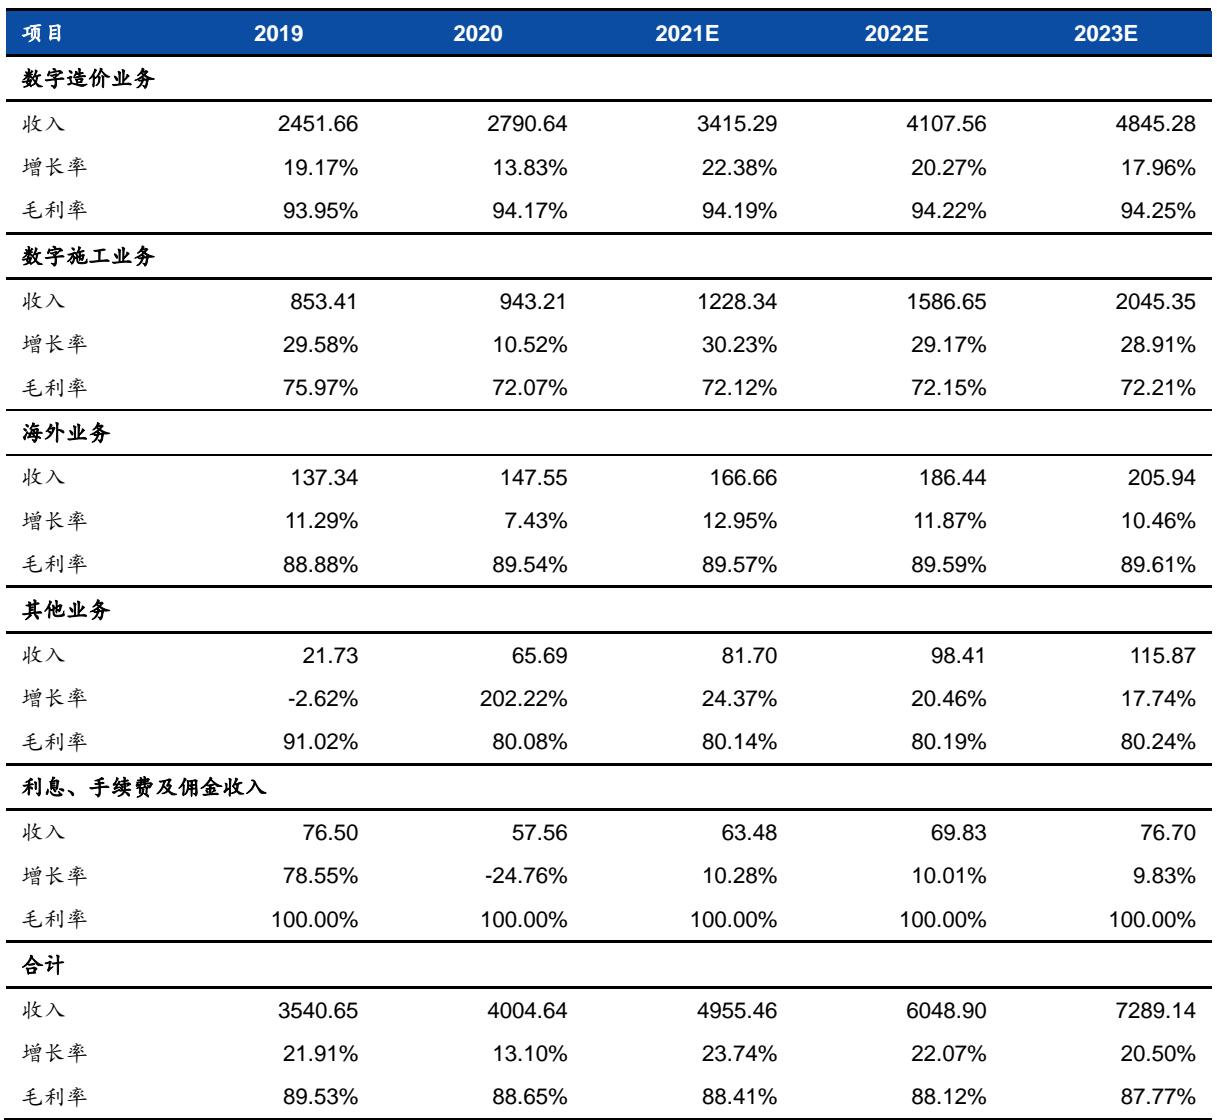 项目 2019 2020 2021E 2022E 2023E
数字造价业务
收入 2451.66 2790.64 3415.29 4107.56 4845.28
增长率 19.17% 13.83% 22.38% 20.27% 17.96%
毛利率 93.95% 94.17% 94.19% 94.22% 94.25%
数字施工业务
收入 853.41 943.21 1228.34 1586.65 2045.35
增长率 29.58% 10.52% 30.23% 29.17% 28.91%
毛利率 75.97% 72.07% 72.12% 72.15% 72.21%
海外业务
收入 137.34 147.55 166.66 186.44 205.94
增长率 11.29% 7.43% 12.95% 11.87% 10.46%
毛利率 88.88% 89.54% 89.57% 89.59% 89.61%
其他业务
收入 21.73 65.69 81.70 98.41 115.87
增长率 -2.62% 202.22% 24.37% 20.46% 17.74%
毛利率 91.02% 80.08% 80.14% 80.19% 80.24%
利息、手续费及佣金收入
收入 76.50 57.56 63.48 69.83 76.70
增长率 78.55% -24.76% 10.28% 10.01% 9.83%
毛利率 100.00% 100.00% 100.00% 100.00% 100.00%
合计
收入 3540.65 4004.64 4955.46 6048.90 7289.14
增长率 21.91% 13.10% 23.74% 22.07% 20.50%
毛利率 89.53% 88.65% 88.41% 88.12% 87.77%